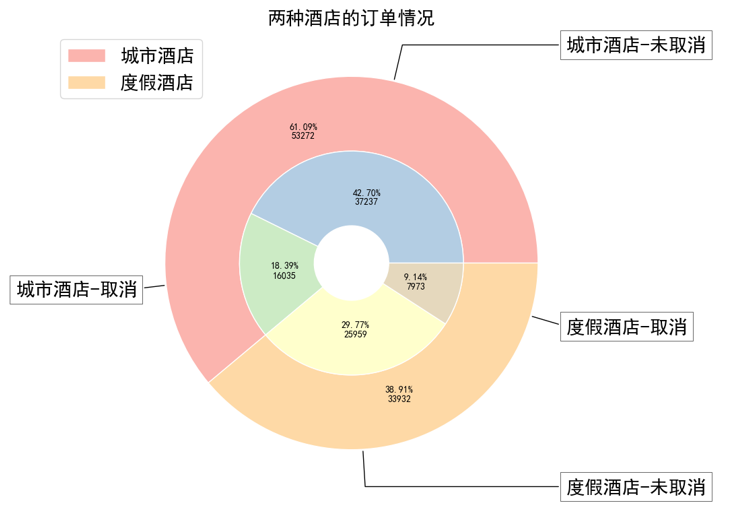 两种酒店的订单情况
城市酒店-未取消
城市酒店
度假酒店
61.09%
53272
42.70%
37237
18.39%
16035
9.14%
7973
城市酒店-取消
度假酒店-取消
29.77%
25959
38.91%
33932
度假酒店-未取消